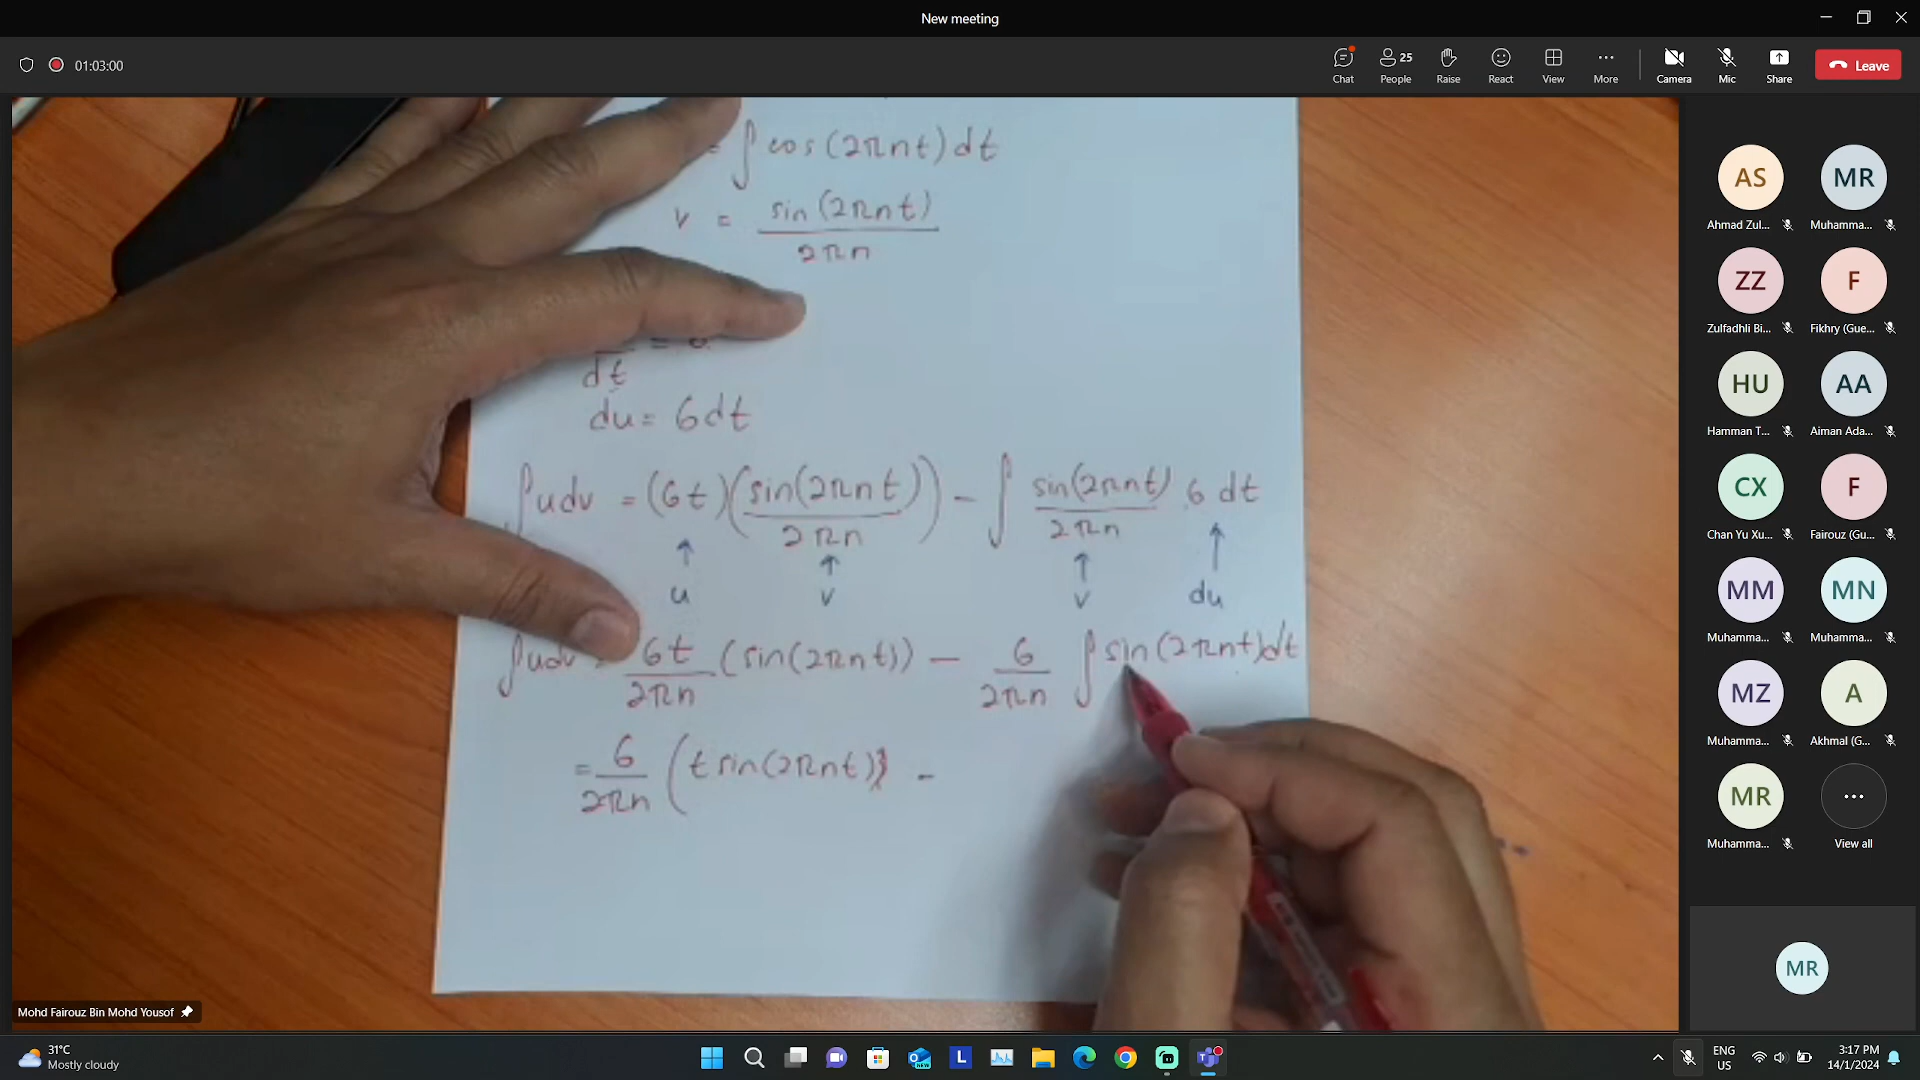 New meeting
01:03:00
Chat
25
People
Raise
React
View
More
Camera
Mic
Share
Leave
= ∫ cos(2πnt) dt
v = sin(2πnt)
2πn
dt
du = 6dt
∫udv = (6t)(sin(2πnt)/2πn) - ∫ sin(2πnt)/2πn 6 dt
↑ u ↑ v ↑ v ↑ du
∫udv = 6t/2πn (sin(2πnt)) - 6/2πn ∫sin(2πnt)dt
= 6/2πn (t sin(2πnt)) -
AS
MR
Ahmad Zul...
Muhamma...
ZZ
F
Zulfadhli Bi...
Fikhry (Gue...
HU
AA
Hamman T...
Aiman Ada...
CX
F
Chan Yu Xu...
Fairouz (Gu...
MM
MN
Muhamma...
Muhamma...
MZ
A
Muhamma...
Akhmal (G...
MR
...
Muhamma...
View all
MR
Mohd Fairouz Bin Mohd Yousof
31°C
Mostly cloudy
NEW
L
ENG
US
3:17 PM
14/1/2024